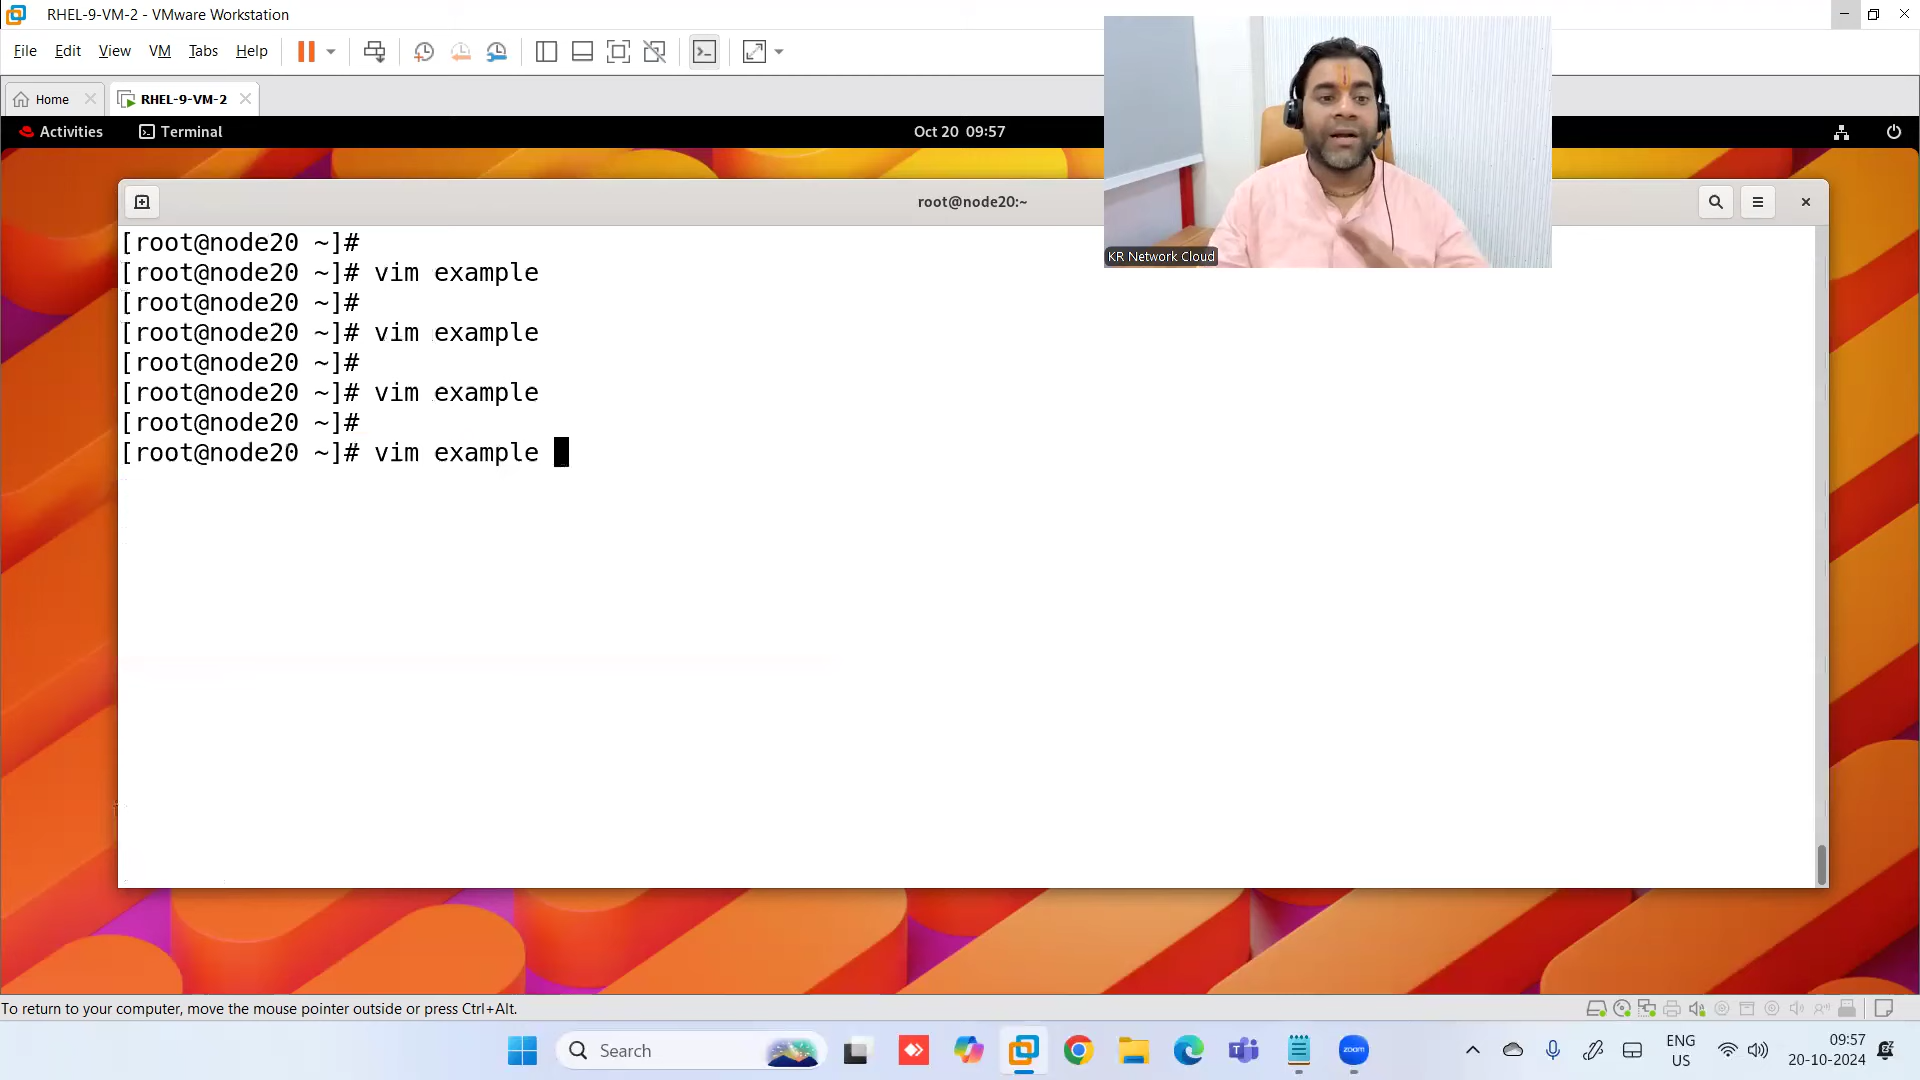 RHEL-9-VM-2 - VMware Workstation
File Edit View VM Tabs Help
Home RHEL-9-VM-2
Activities Terminal Oct 20 09:57
root@node20:~
KR Network Cloud
[root@node20 ~]#
[root@node20 ~]# vim example
[root@node20 ~]#
[root@node20 ~]# vim example
[root@node20 ~]#
[root@node20 ~]# vim example
[root@node20 ~]#
[root@node20 ~]# vim example
To return to your computer, move the mouse pointer outside or press Ctrl+Alt.
Search
zoom
ENG
US
09:57
20-10-2024